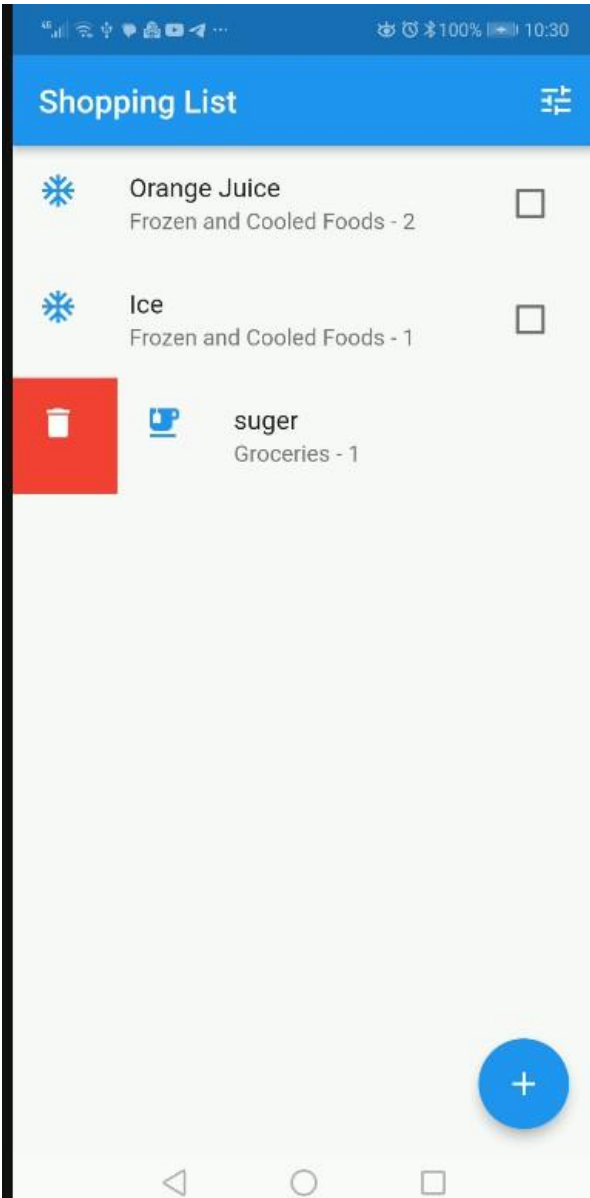 46
100% 10:30
Shopping List
Orange Juice
Frozen and Cooled Foods - 2
Ice
Frozen and Cooled Foods - 1
suger
Groceries - 1